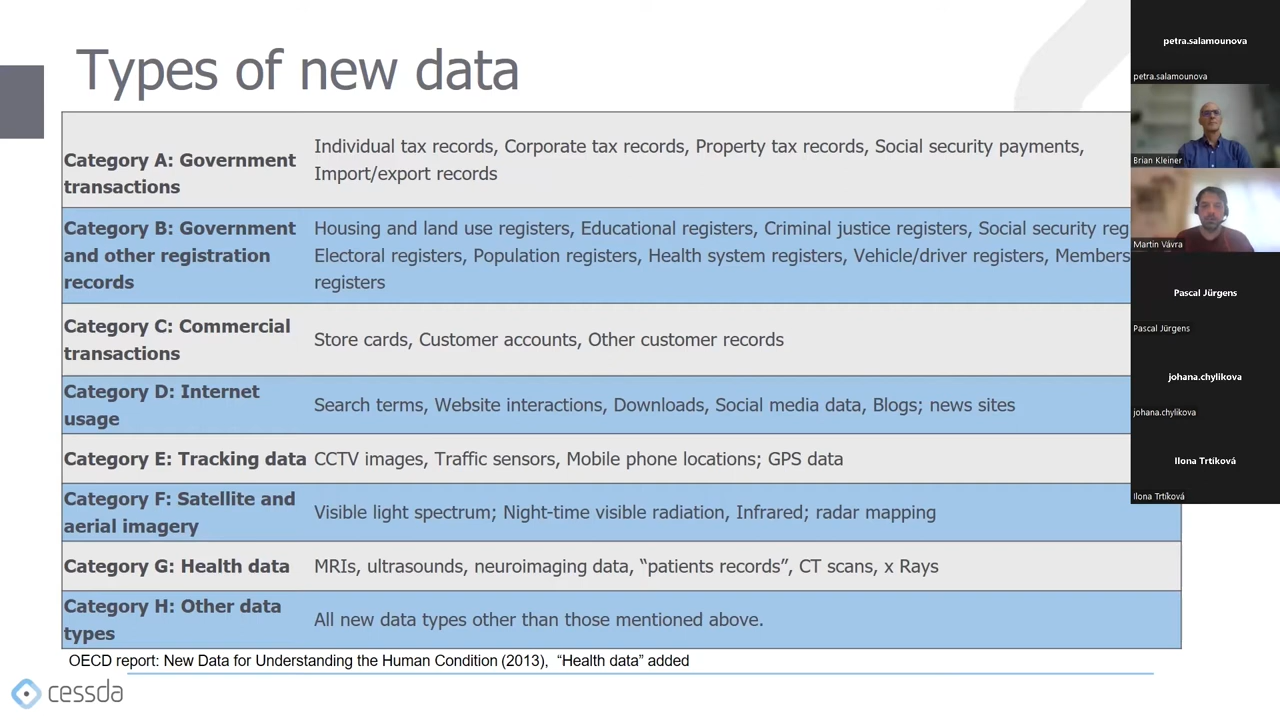 Types of new data
Category A: Government
transactions
Individual tax records, Corporate tax records, Property tax records, Social security payments,
Import/export records
Category B: Government
and other registration
records
Housing and land use registers, Educational registers, Criminal justice registers, Social security reg
Electoral registers, Population registers, Health system registers, Vehicle/driver registers, Members
registers
Category C: Commercial
transactions
Store cards, Customer accounts, Other customer records
Category D: Internet
usage
Search terms, Website interactions, Downloads, Social media data, Blogs; news sites
Category E: Tracking data
CCTV images, Traffic sensors, Mobile phone locations; GPS data
Category F: Satellite and
aerial imagery
Visible light spectrum; Night-time visible radiation, Infrared; radar mapping
Category G: Health data
MRIs, ultrasounds, neuroimaging data, “patients records”, CT scans, x Rays
Category H: Other data
types
All new data types other than those mentioned above.
OECD report: New Data for Understanding the Human Condition (2013), “Health data” added
cessda
petra.salamounova
petra.salamounova
Brian Kleiner
Martin Vávra
Pascal Jürgens
Pascal Jürgens
johana.chylikova
johana.chylikova
Ilona Trtíková
Ilona Trtíková